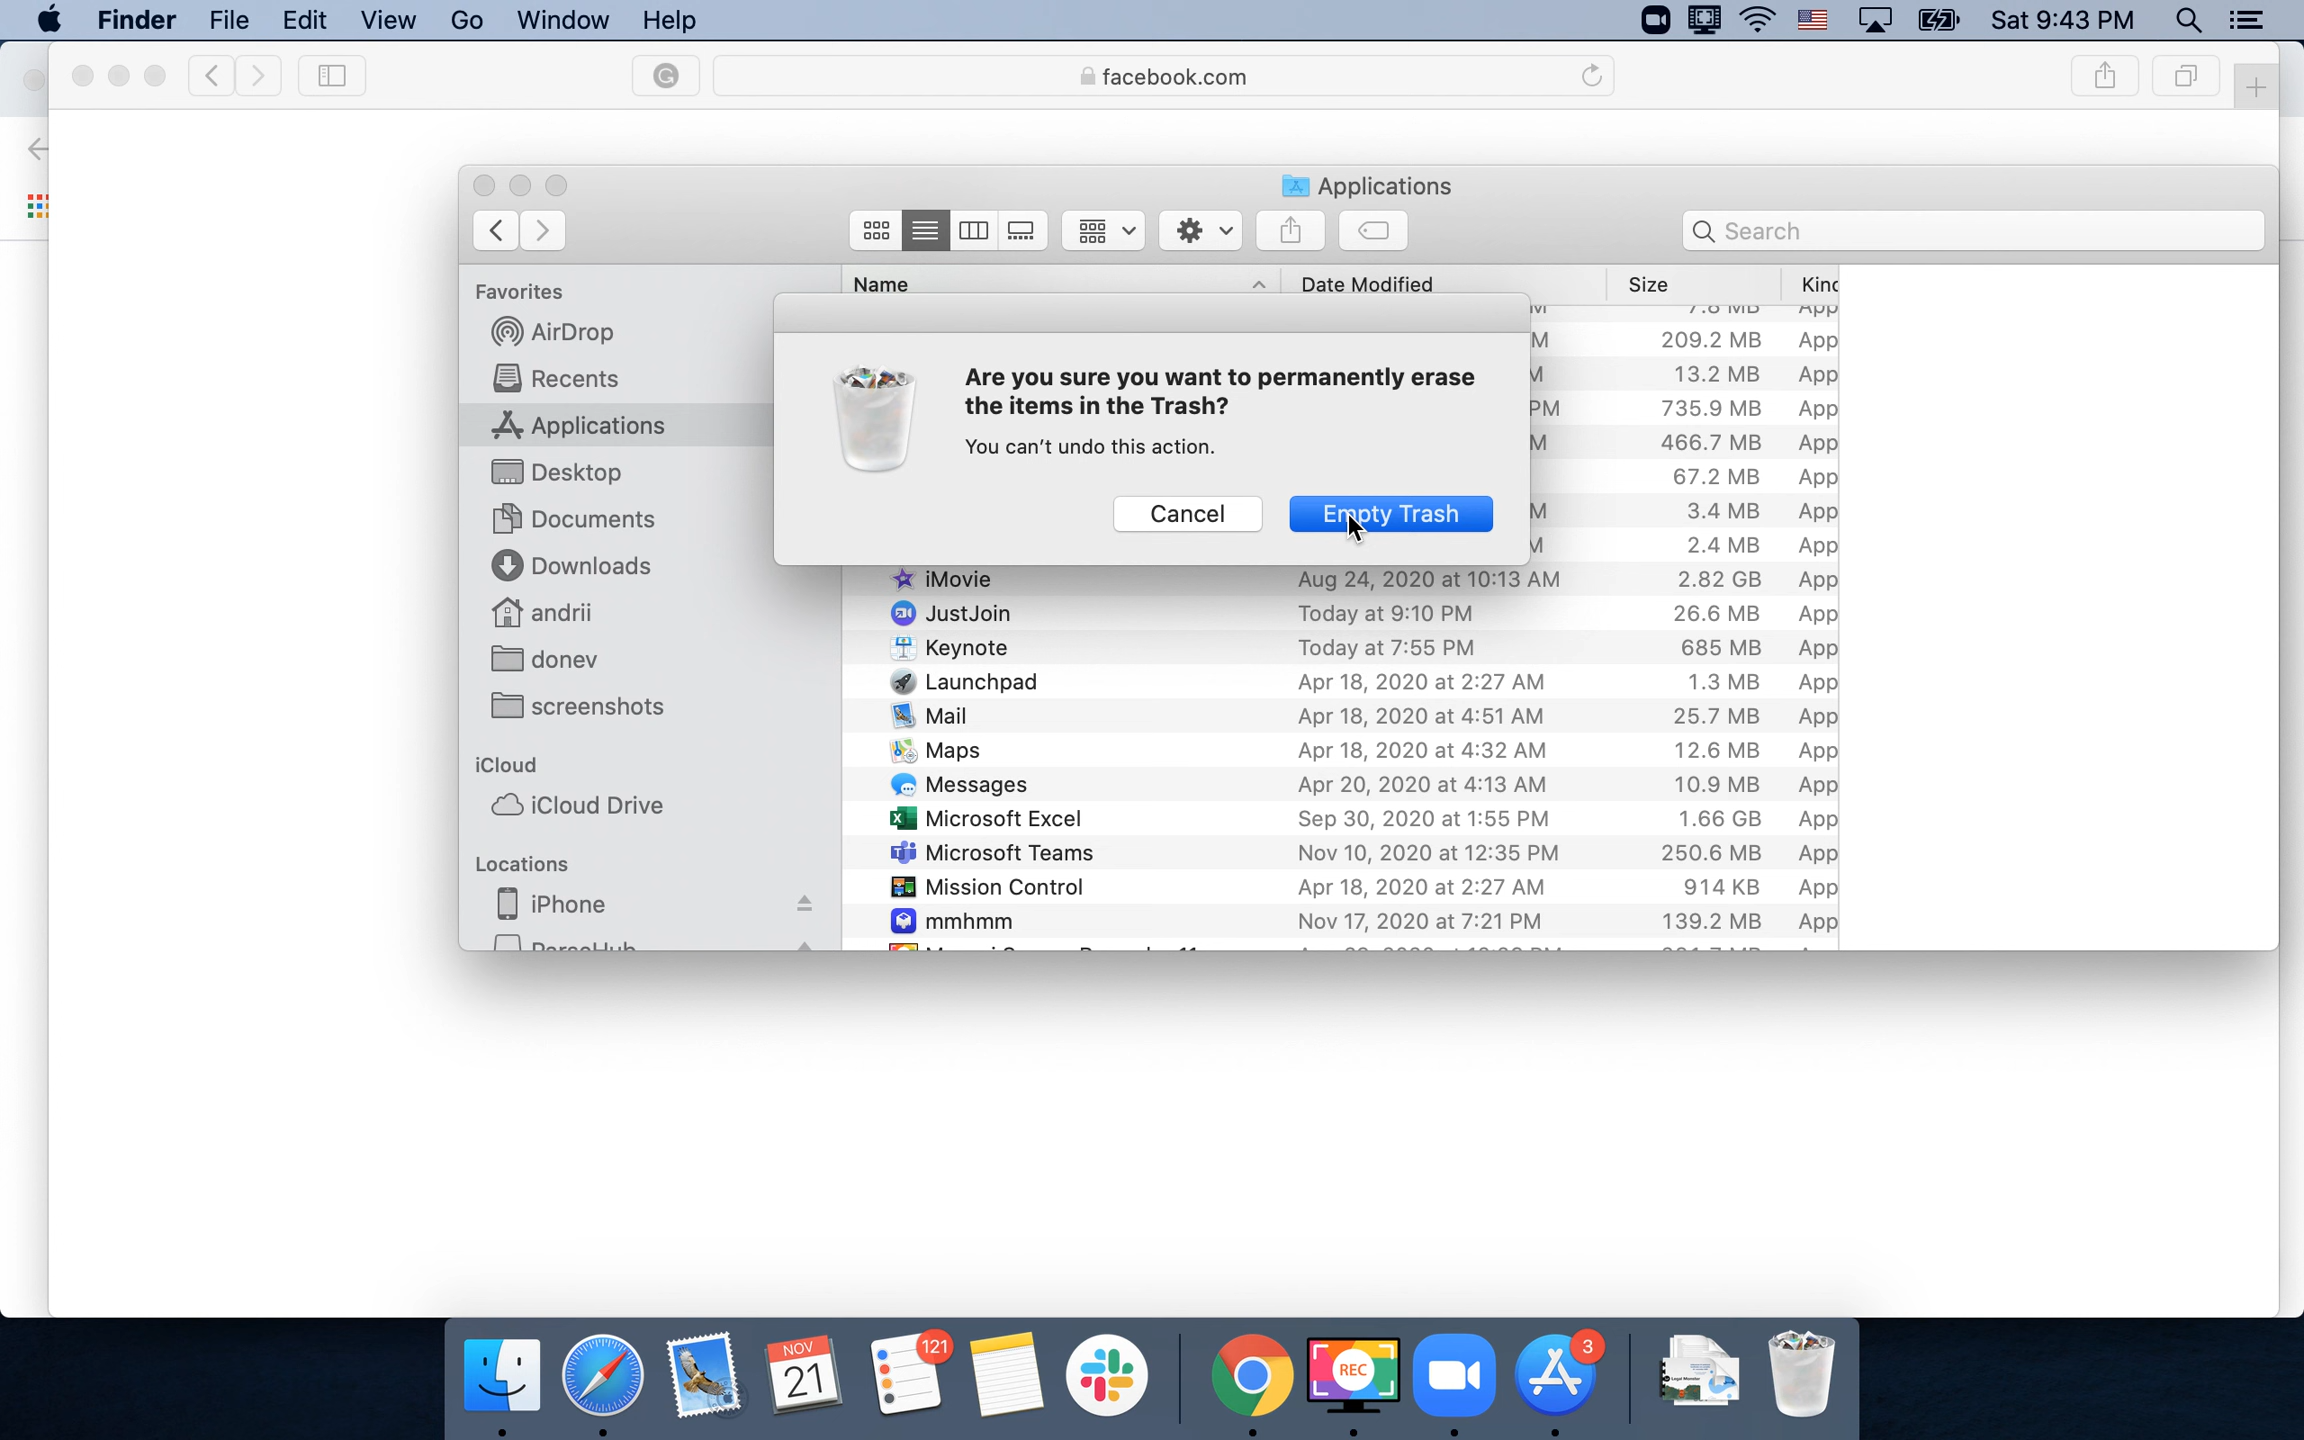 Finder File Edit View Go Window Help Sat 9:43 PM
facebook.com
Applications
Search
Favorites
AirDrop
Recents
Applications
Desktop
Documents
Downloads
andrii
donev
screenshots
iCloud
iCloud Drive
Locations
iPhone
ParseHub
Name Date Modified Size Kind
7.8 MB App
M 209.2 MB App
M 13.2 MB App
PM 735.9 MB App
M 466.7 MB App
67.2 MB App
M 3.4 MB App
M 2.4 MB App
Are you sure you want to permanently erase
the items in the Trash?
You can't undo this action.
Cancel Empty Trash
iMovie Aug 24, 2020 at 10:13 AM 2.82 GB App
JustJoin Today at 9:10 PM 26.6 MB App
Keynote Today at 7:55 PM 685 MB App
Launchpad Apr 18, 2020 at 2:27 AM 1.3 MB App
Mail Apr 18, 2020 at 4:51 AM 25.7 MB App
Maps Apr 18, 2020 at 4:32 AM 12.6 MB App
Messages Apr 20, 2020 at 4:13 AM 10.9 MB App
Microsoft Excel Sep 30, 2020 at 1:55 PM 1.66 GB App
Microsoft Teams Nov 10, 2020 at 12:35 PM 250.6 MB App
Mission Control Apr 18, 2020 at 2:27 AM 914 KB App
mmhmm Nov 17, 2020 at 7:21 PM 139.2 MB App
NOV
21
121
REC
3